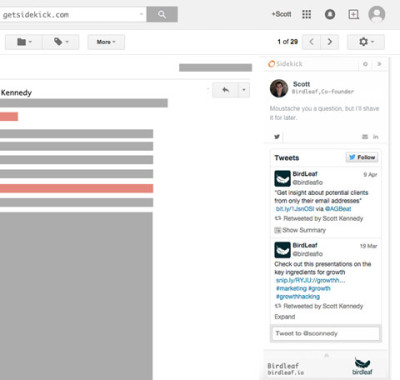 getsidekick.com
+Scott
More
1 of 29
Sidekick
Kennedy
Scott
Birdleaf, Co-Founder
Moustache you a question, but i'll shave
it for later.
Tweets
Follow
BirdLeaf
9 Apr
@birdleafio
"Get insight about potential clients
from only their email addresses"
bit.ly/1JsnOSI via @AGBeat
Retweeted by Scott Kennedy
Show Summary
BirdLeaf
19 Mar
@birdleafio
Check out this presentations on the
key ingredients for growth
snip.ly/RYJU://growthh...
#marketing #growth
#growthhacking
Retweeted by Scott Kennedy
Expand
Tweet to @sconnedy
Birdleaf
birdleaf.io
birdleaf